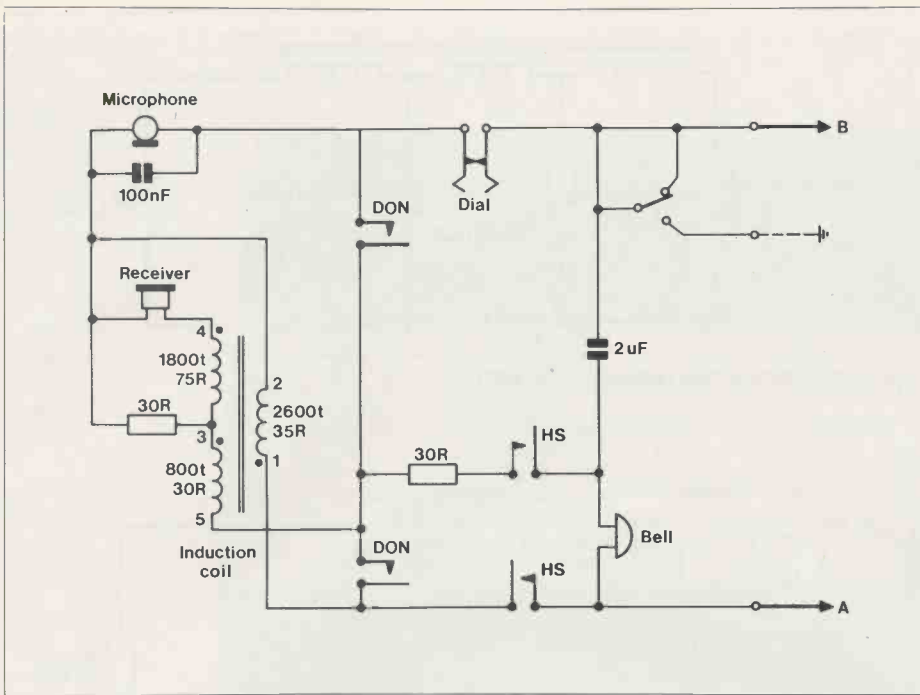 Microphone
B
100nF
DON
Dial
Receiver
4
1800t
75R
2uF
2
30R
2600t
35R
3
30R
HS
1
800t
30R
5
Bell
Induction
coil
DON
HS
A